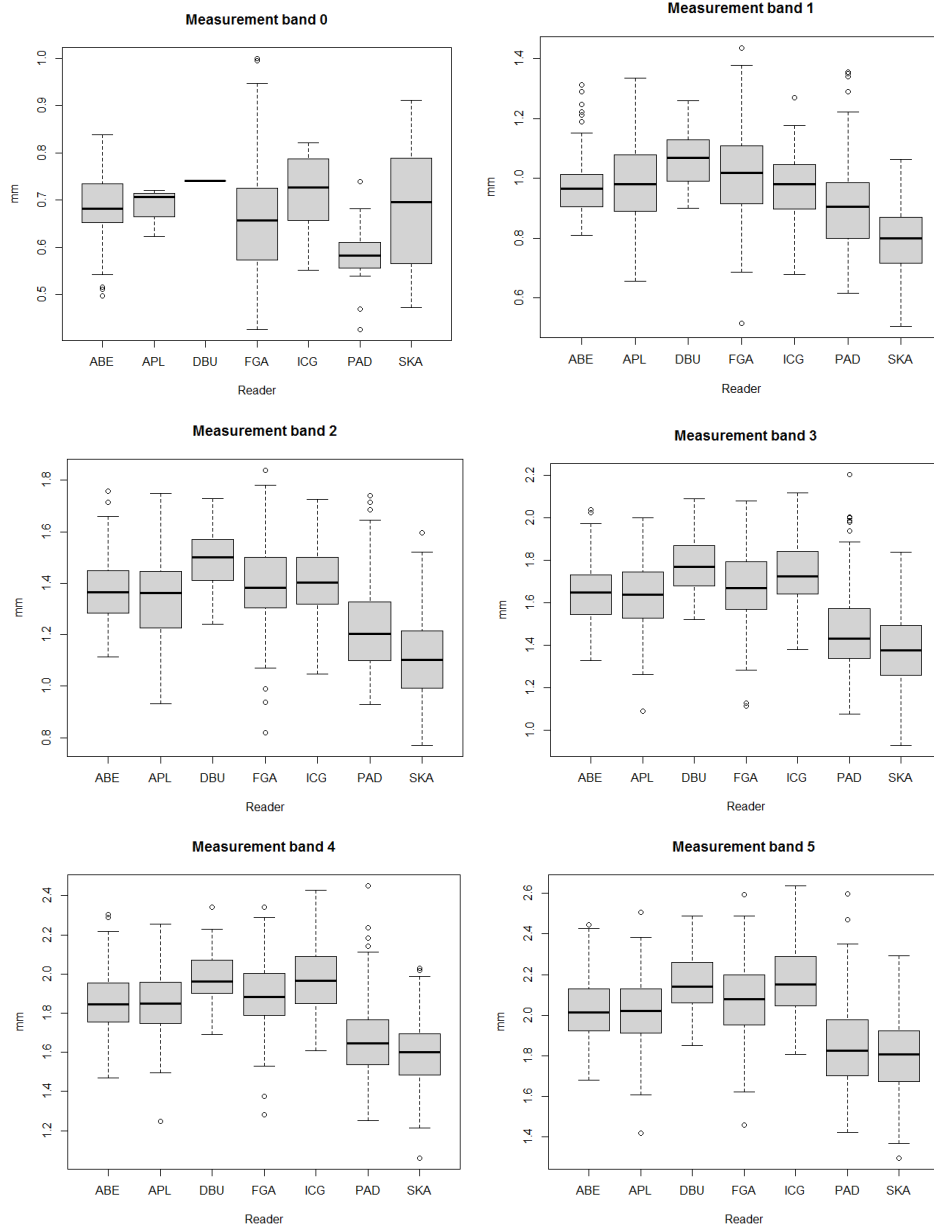 Measurement band 0
mm
1.0
0.9
0.8
0.7
0.6
0.5
ABE APL DBU FGA ICG PAD SKA
Reader
Measurement band 1
mm
1.4
1.2
1.0
0.8
0.6
ABE APL DBU FGA ICG PAD SKA
Reader
Measurement band 2
mm
1.8
1.6
1.4
1.2
1.0
0.8
ABE APL DBU FGA ICG PAD SKA
Reader
Measurement band 3
mm
2.2
2.0
1.8
1.6
1.4
1.2
1.0
ABE APL DBU FGA ICG PAD SKA
Reader
Measurement band 4
mm
2.4
2.2
2.0
1.8
1.6
1.4
1.2
ABE APL DBU FGA ICG PAD SKA
Reader
Measurement band 5
mm
2.6
2.4
2.2
2.0
1.8
1.6
1.4
ABE APL DBU FGA ICG PAD SKA
Reader